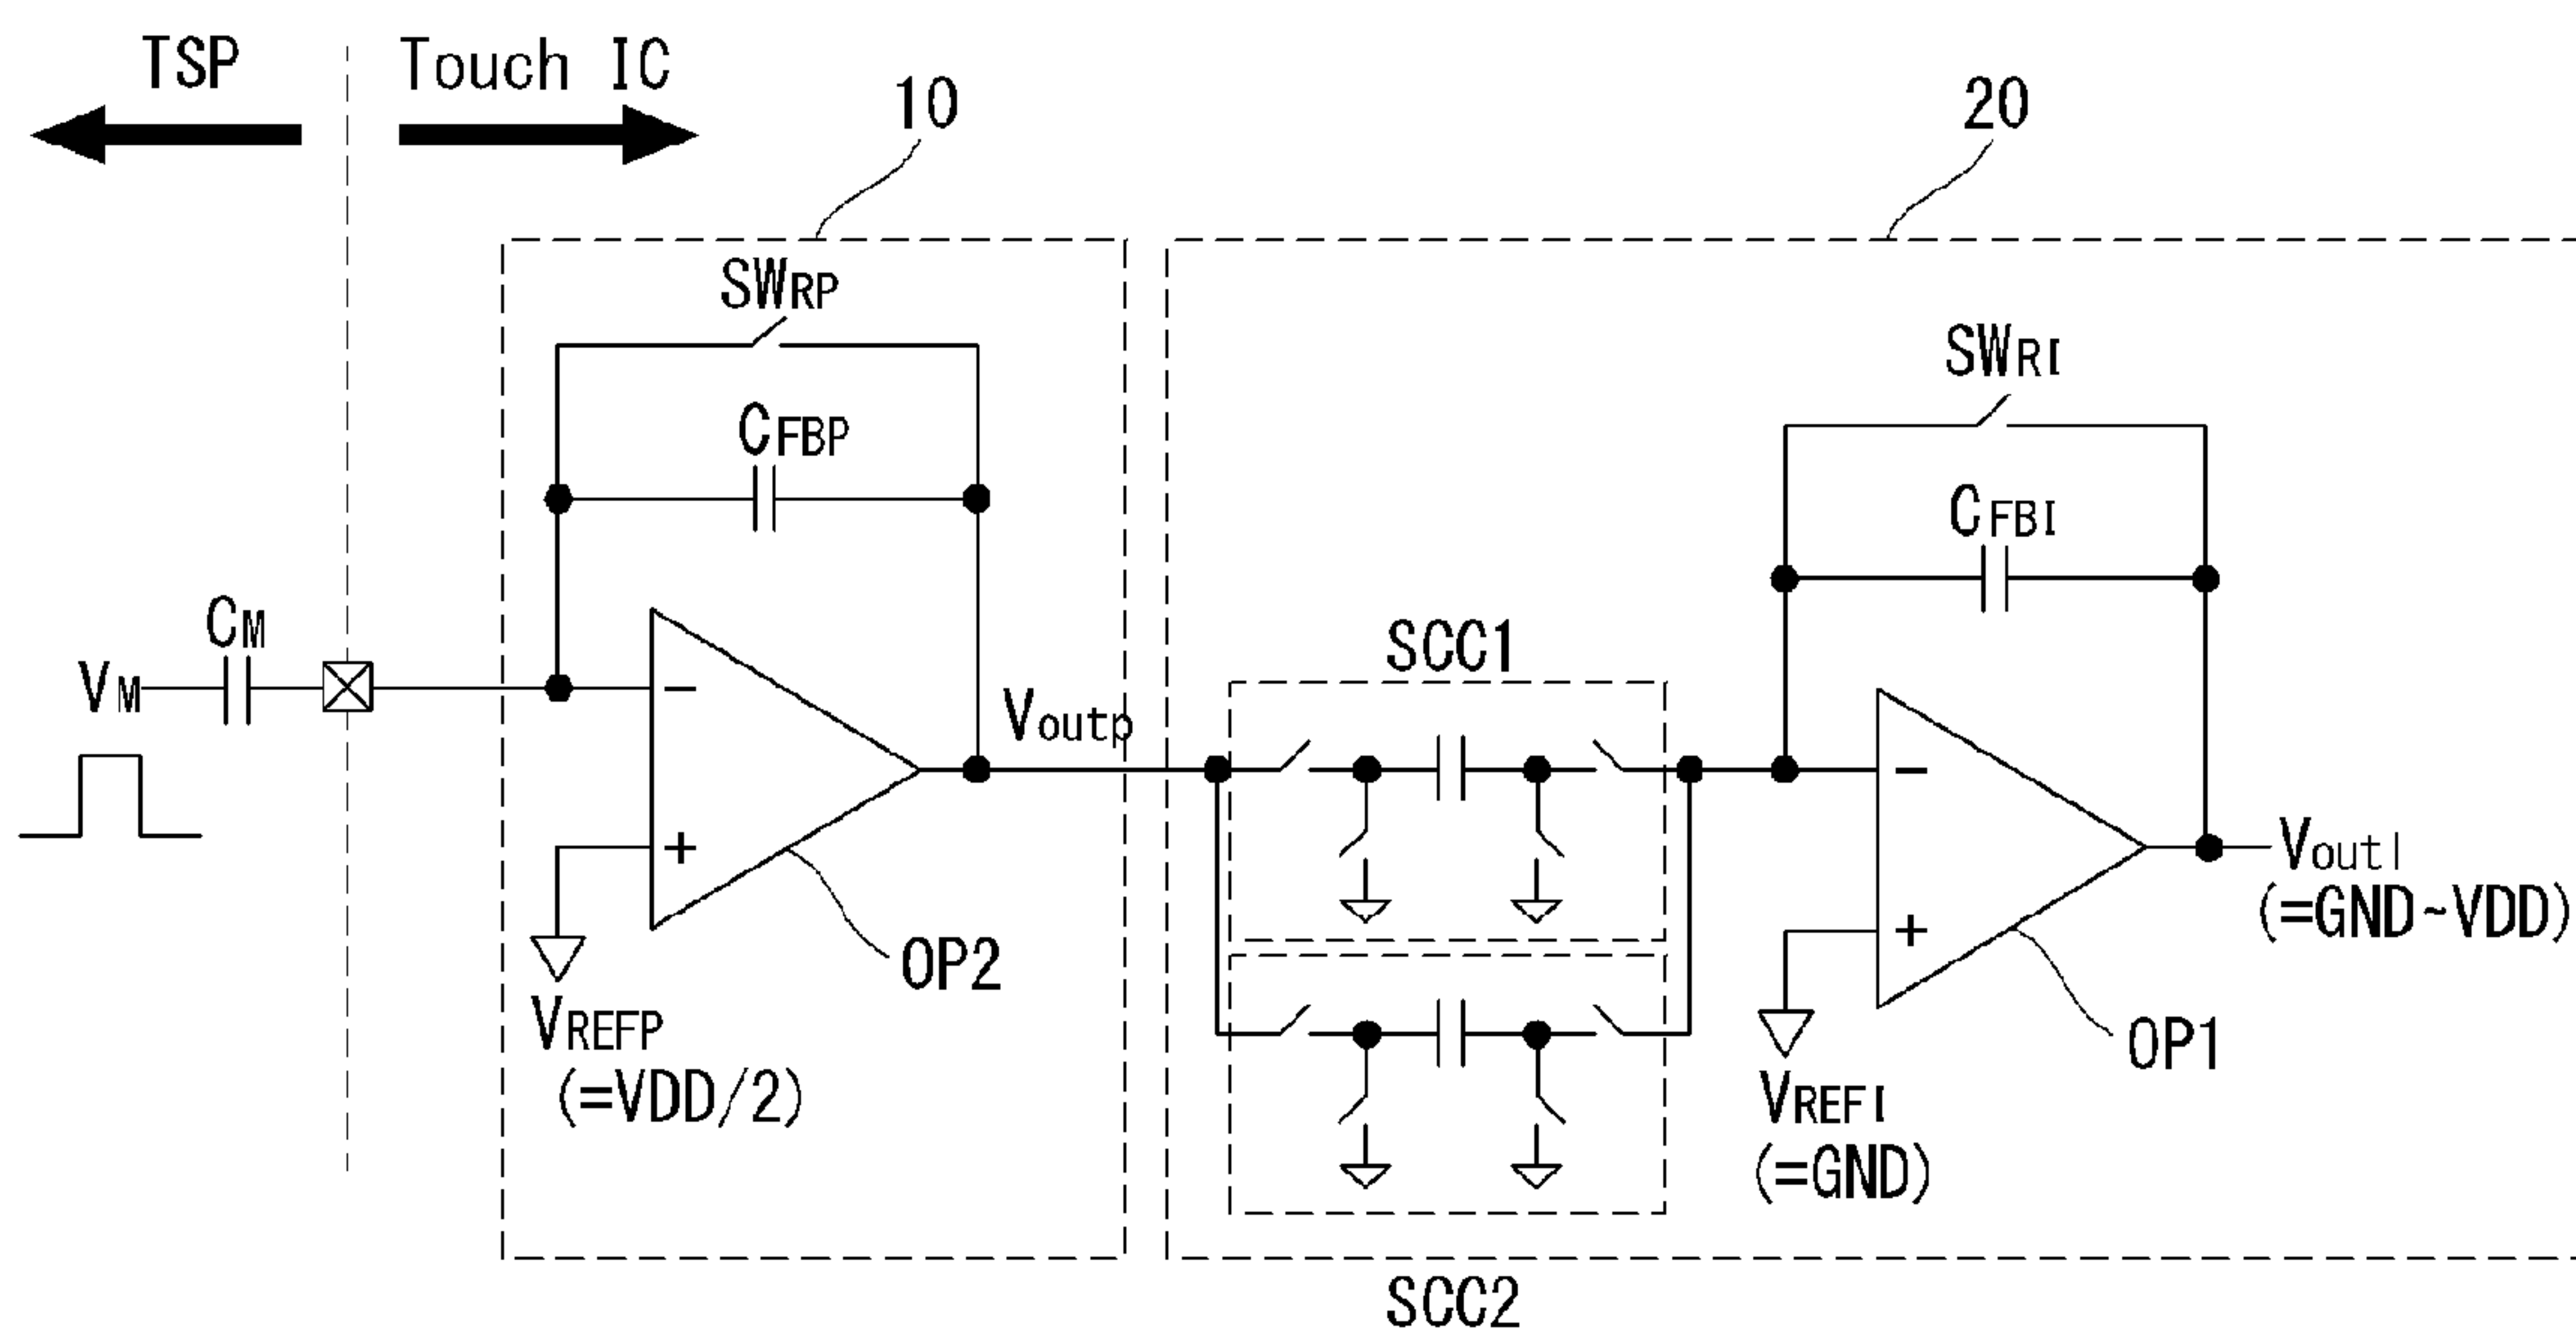 TSP
Touch IC
10
20
SWRP
CFBP
SWRI
CFBI
CM
VM
Voutp
SCC1
−
+
OP2
VREFP
(=VDD/2)
−
+
OP1
VREFI
(=GND)
VoutI
(=GND~VDD)
SCC2